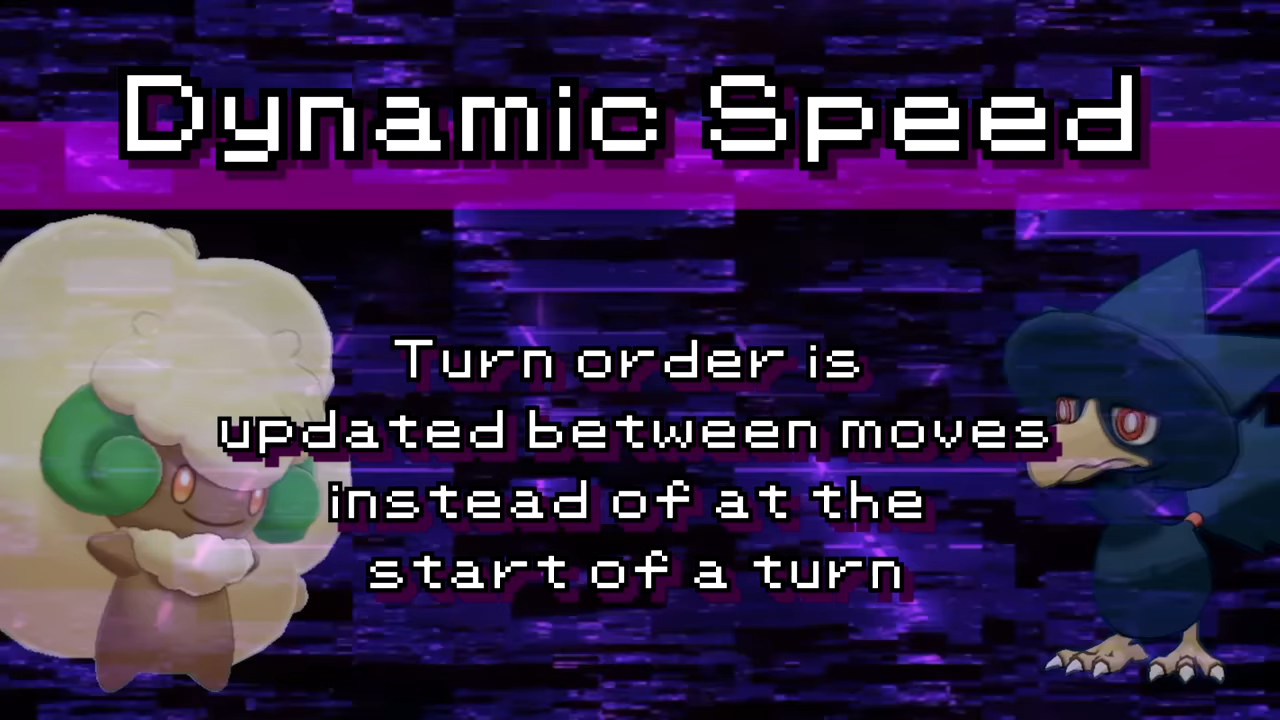 Dynamic Speed
Turn order is
updated between moves
instead of at the
start of a turn